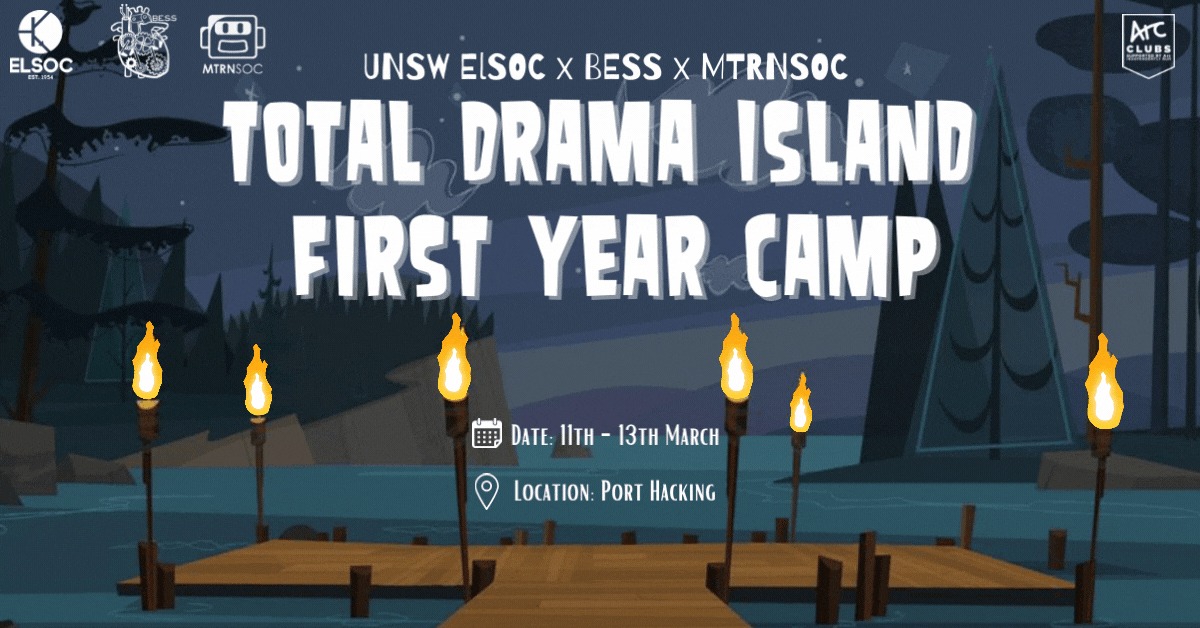 ELSOC
EST. 1954
BESS
MTRNSOC
ARC
CLUBS
UNSW ElSOC x BESS x MTRNSOC
TOTAL DRAMA ISLAND
FIRST YEAR CAMP
Date: 11th - 13th March
Location: Port Hacking